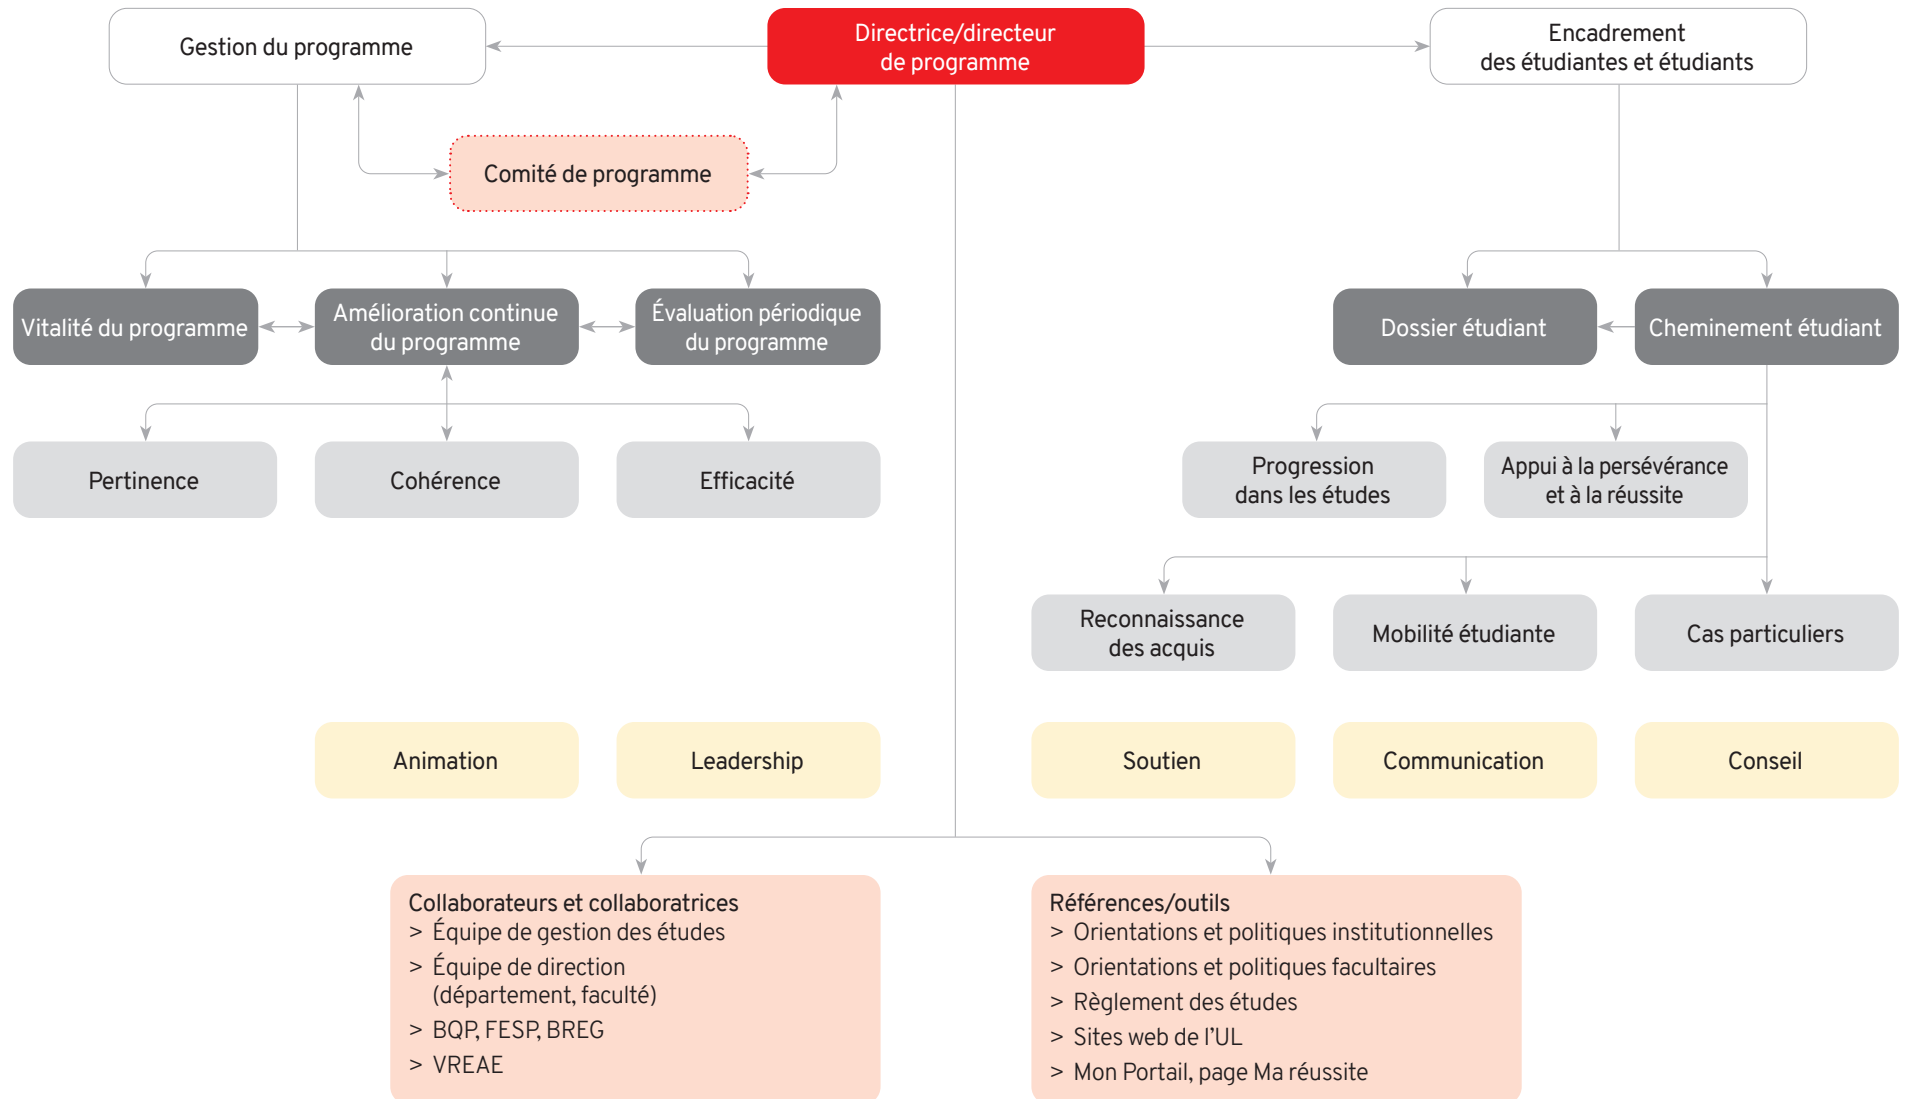 Gestion du programme
Directrice/directeur
de programme
Encadrement
des étudiantes et étudiants
Comité de programme
Vitalité du programme
Amélioration continue
du programme
Évaluation périodique
du programme
Dossier étudiant
Cheminement étudiant
Pertinence
Cohérence
Efficacité
Progression
dans les études
Appui à la persévérance
et à la réussite
Reconnaissance
des acquis
Mobilité étudiante
Cas particuliers
Animation
Leadership
Soutien
Communication
Conseil
Collaborateurs et collaboratrices
> Équipe de gestion des études
> Équipe de direction
(département, faculté)
> BQP, FESP, BREG
> VREAE
Références/outils
> Orientations et politiques institutionnelles
> Orientations et politiques facultaires
> Règlement des études
> Sites web de l'UL
> Mon Portail, page Ma réussite